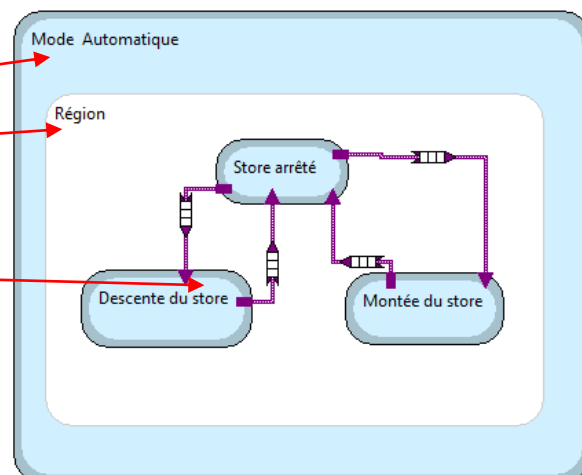 Mode Automatique
Région
Store arrêté
Descente du store
Montée du store